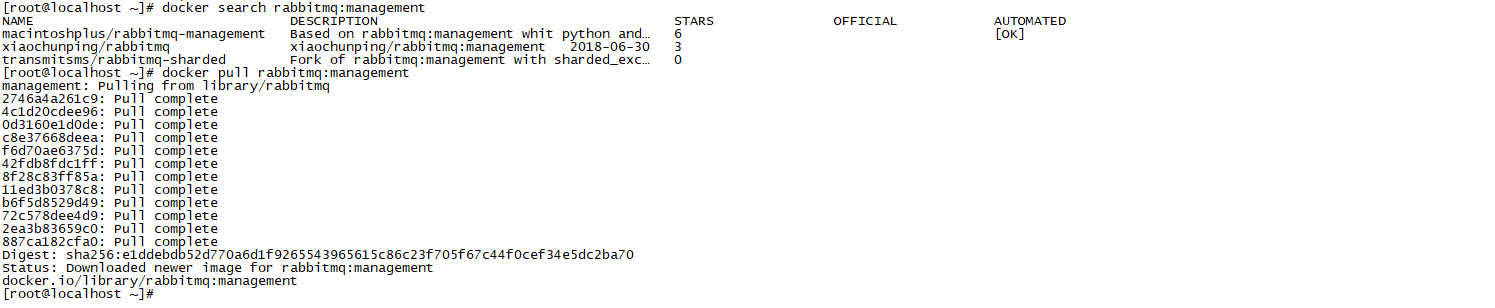 [root@localhost ~]# docker search rabbitmq:management
NAME DESCRIPTION STARS OFFICIAL AUTOMATED
macintoshplus/rabbitmq-management Based on rabbitmq:management whit python and… 6 [OK]
xiaochunping/rabbitmq xiaochunping/rabbitmq:management 2018-06-30 3
transmitsms/rabbitmq-sharded Fork of rabbitmq:management with sharded_exc… 0
[root@localhost ~]# docker pull rabbitmq:management
management: Pulling from library/rabbitmq
2746a4a261c9: Pull complete
4c1d20cdee96: Pull complete
0d3160e1d0de: Pull complete
c8e37668deea: Pull complete
f6d70ae6375d: Pull complete
42fdb8fdc1ff: Pull complete
8f28c83ff85a: Pull complete
11ed3b0378c8: Pull complete
b6f5d8529d49: Pull complete
72c578dee4d9: Pull complete
2ea3b83659c0: Pull complete
887ca182cfa0: Pull complete
Digest: sha256:e1ddebdb52d770a6d1f9265543965615c86c23f705f67c44f0cef34e5dc2ba70
Status: Downloaded newer image for rabbitmq:management
docker.io/library/rabbitmq:management
[root@localhost ~]#